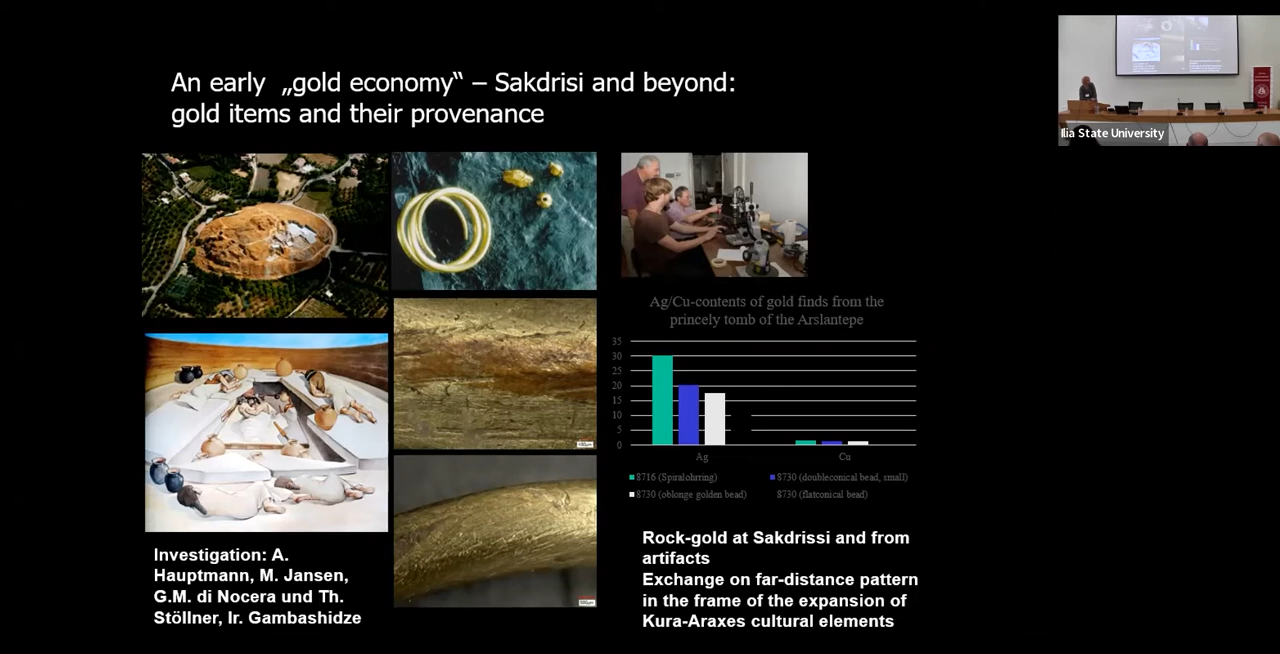 An early „gold economy“ – Sakdrisi and beyond:
gold items and their provenance
Ilia State University
Ag/Cu-contents of gold finds from the
princely tomb of the Arslantepe
35
30
25
20
15
10
5
0
Ag
Cu
8716 (Spiralohrring)
8730 (doubleconical bead, small)
8730 (oblonge golden bead)
8730 (flatconical bead)
Investigation: A.
Hauptmann, M. Jansen,
G.M. di Nocera und Th.
Stöllner, Ir. Gambashidze
Rock-gold at Sakdrissi and from
artifacts
Exchange on far-distance pattern
in the frame of the expansion of
Kura-Araxes cultural elements